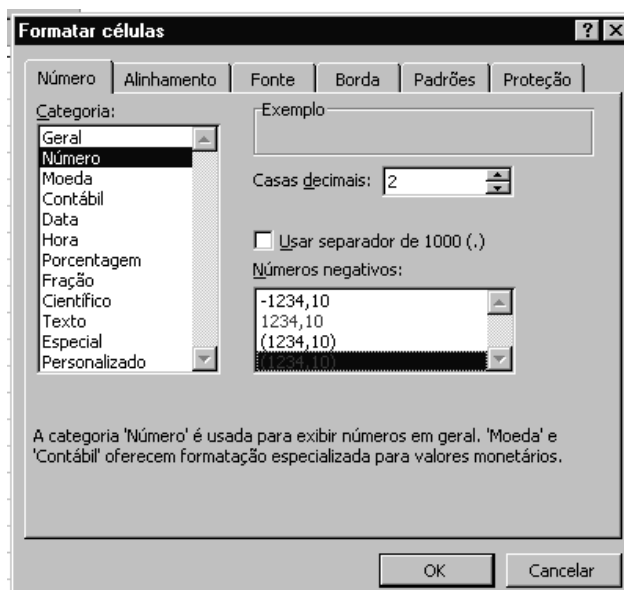 Formatar células
Número
Alinhamento
Fonte
Borda
Padrões
Proteção
Categoria:
Geral
Número
Moeda
Contábil
Data
Hora
Porcentagem
Fração
Científico
Texto
Especial
Personalizado
Exemplo
Casas decimais: 2
Usar separador de 1000 (.)
Números negativos:
-1234,10
1234,10
(1234,10)
(1234,10)
A categoria 'Número' é usada para exibir números em geral. 'Moeda' e
'Contábil' oferecem formatação especializada para valores monetários.
OK
Cancelar